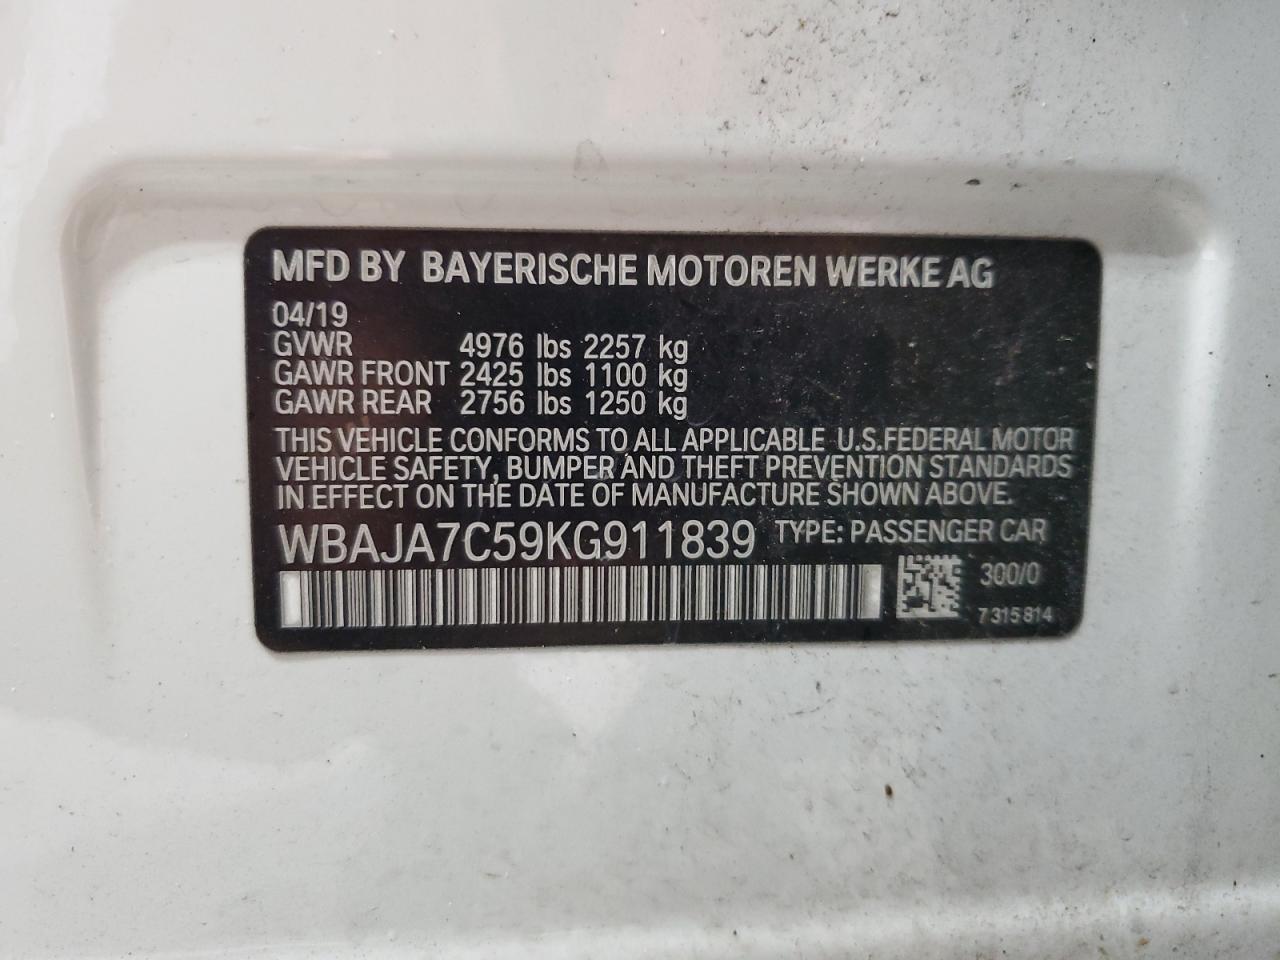 MFD BY BAYERISCHE MOTOREN WERKE AG
04/19
GVWR 4976 lbs 2257 kg
GAWR FRONT 2425 lbs 1100 kg
GAWR REAR 2756 lbs 1250 kg
THIS VEHICLE CONFORMS TO ALL APPLICABLE U.S.FEDERAL MOTOR
VEHICLE SAFETY, BUMPER AND THEFT PREVENTION STANDARDS
IN EFFECT ON THE DATE OF MANUFACTURE SHOWN ABOVE.
WBAJA7C59KG911839 TYPE: PASSENGER CAR
300/0
7 315 814